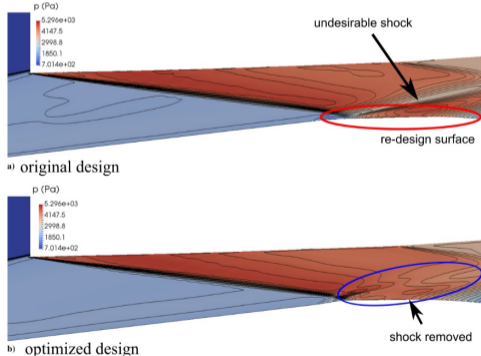 p (Pa)
5.296e+03
4147.5
2998.8
1850.1
7.014e+02
undesirable shock
re-design surface
a) original design
p (Pa)
5.296e+03
4147.5
2998.8
1850.1
7.014e+02
shock removed
b) optimized design